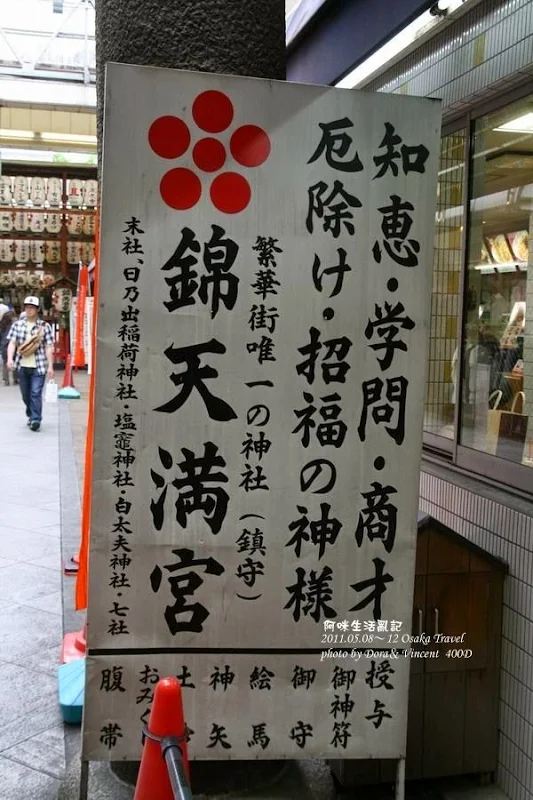 知恵・学問・商才
厄除け・招福の神様
繁華街唯一の神社（鎮守）
錦天満宮
末社、日乃出稲荷神社・塩竈神社・白太夫神社・七社
授与
御神符
御守
絵馬
神矢
土
おみく
腹帯
阿咪生活亂記
2011.05.08～12 Osaka Travel
photo by Dora& Vincent 400D